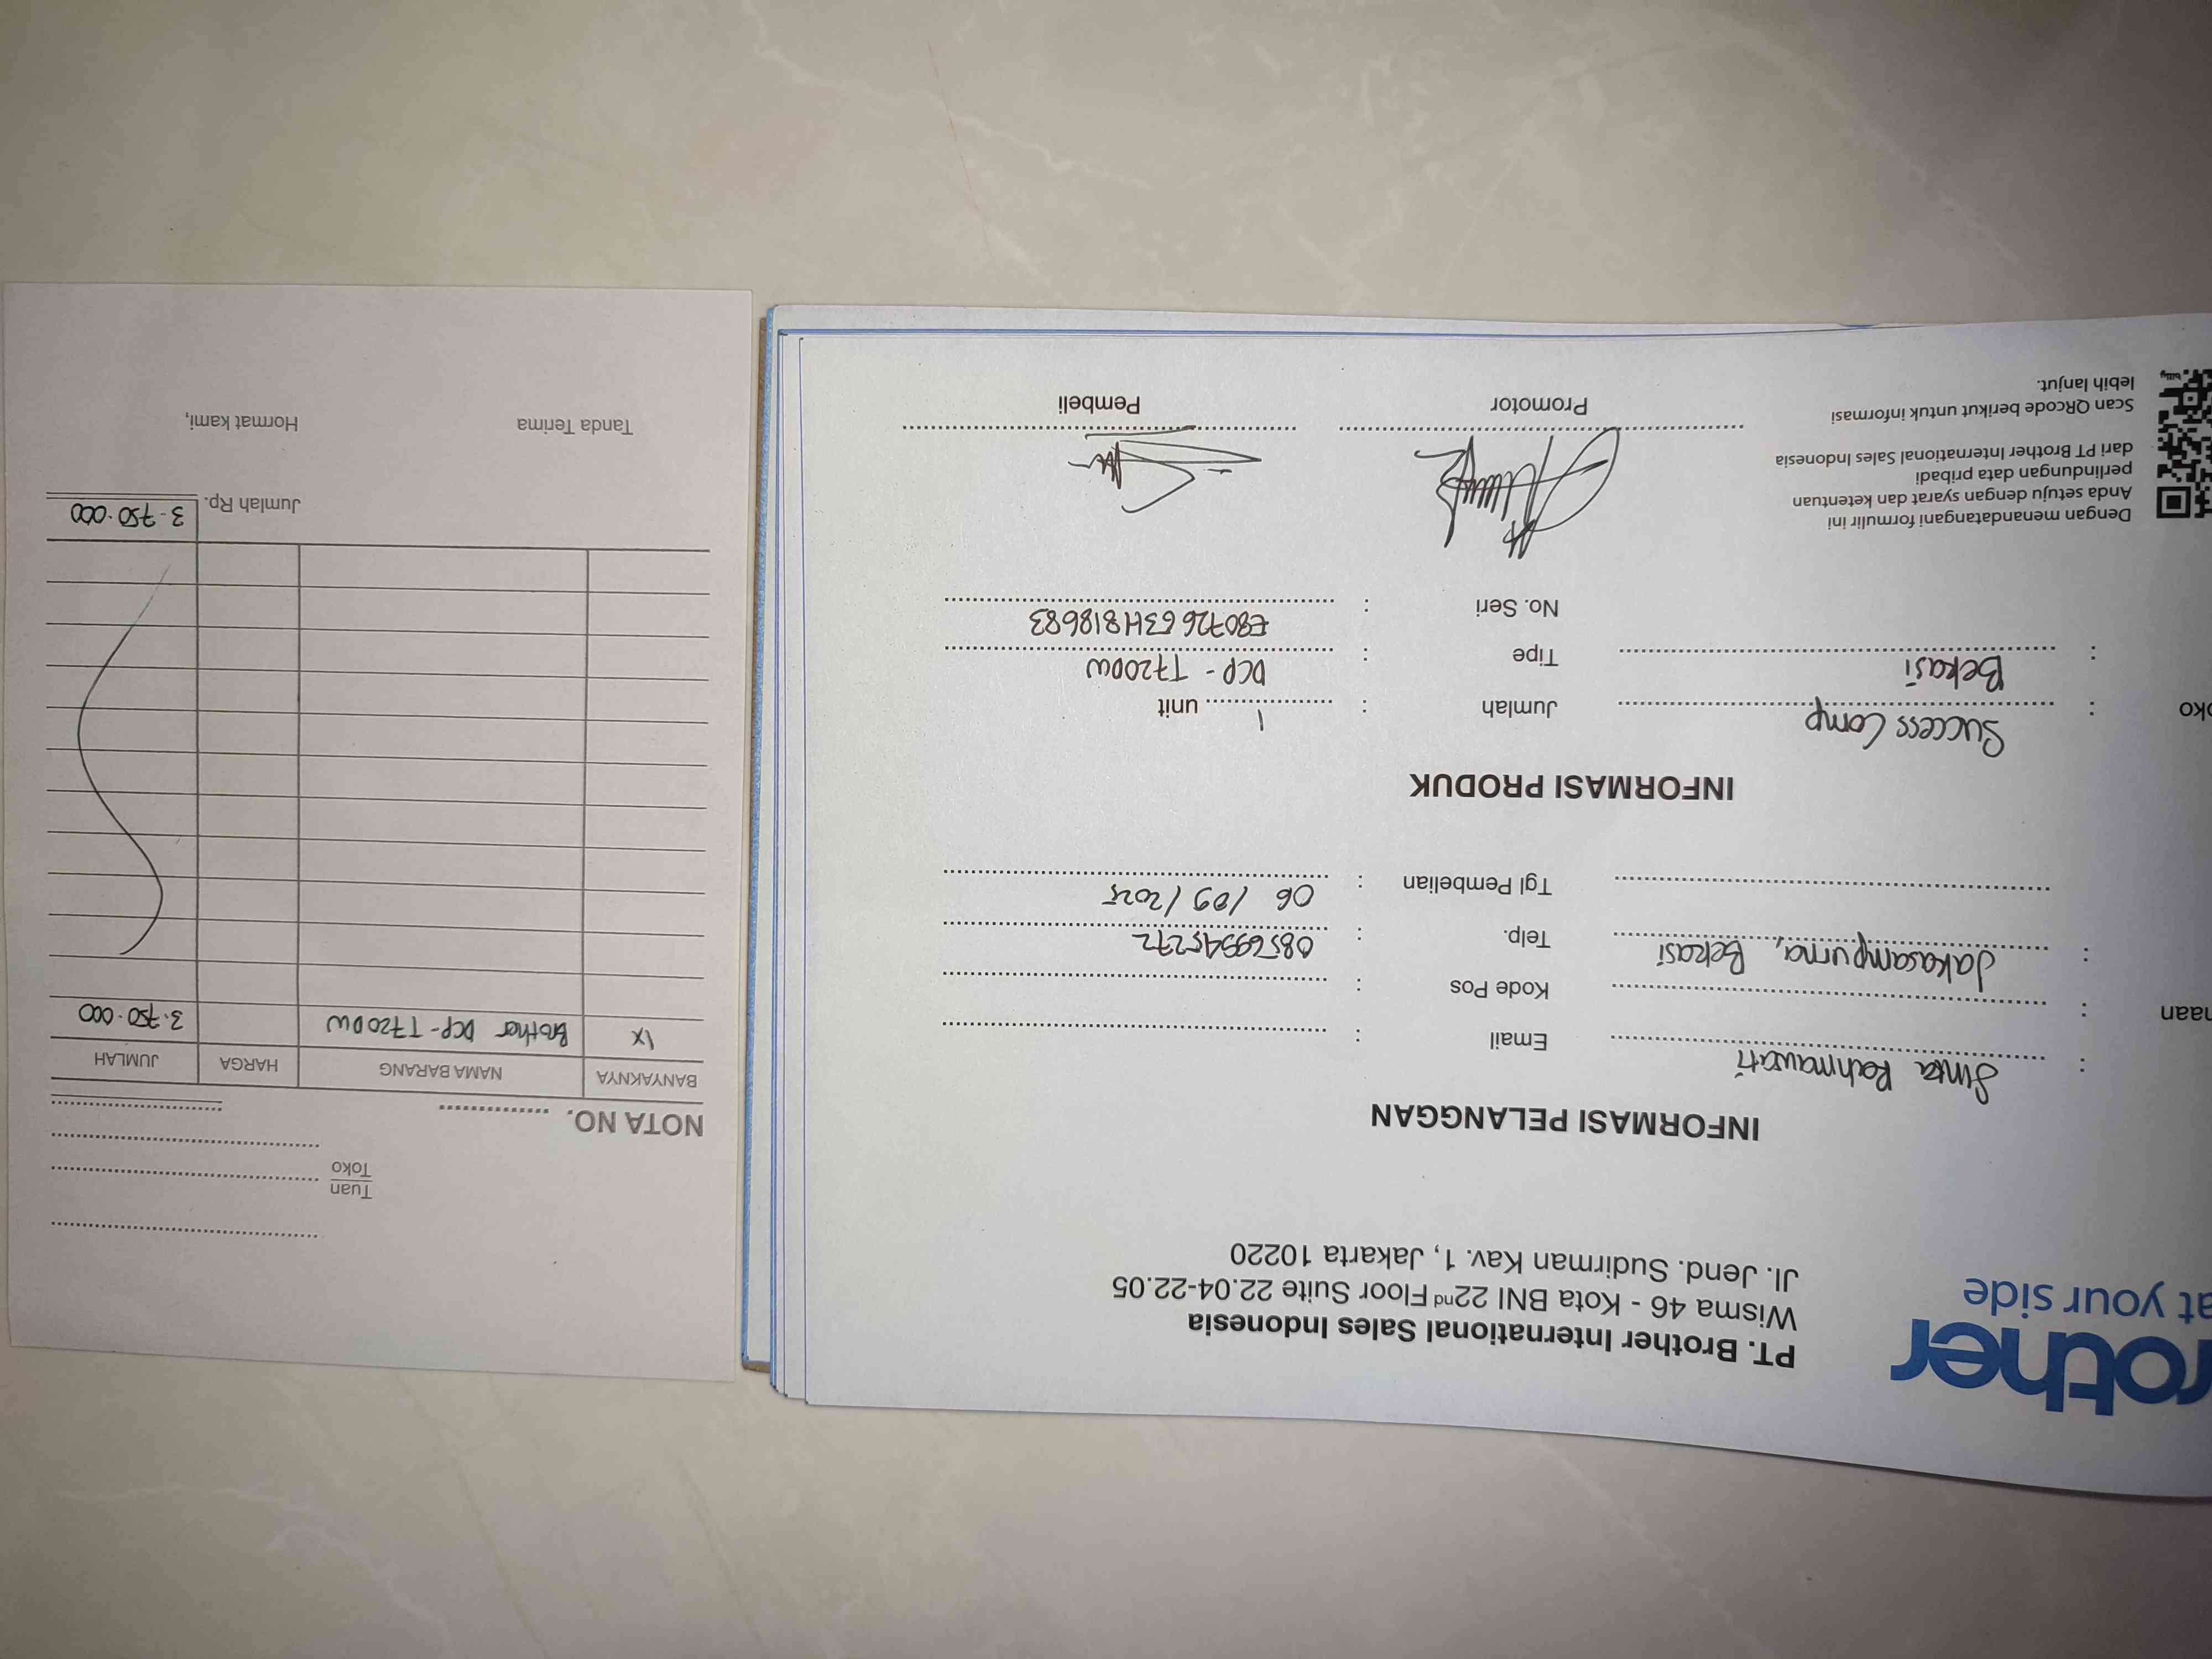 rother
at your side
PT. Brother International Sales Indonesia
Wisma 46 - Kota BNI 22nd Floor Suite 22.04-22.05
Jl. Jend. Sudirman Kav. 1, Jakarta 10220
INFORMASI PELANGGAN
: Sinta Rachmawati
Email :
naan :
Kode Pos :
: Jakasampurna, Bekasi
Telp. : 085699945272
Tgl Pembelian : 06 / 09 / 2025
INFORMASI PRODUK
oko : Success Comp
Jumlah : 1 unit
: Bekasi
Tipe : DCP - T720DW
No. Seri : E80726G3H818683
Dengan menandatangani formulir ini
Anda setuju dengan syarat dan ketentuan
perlindungan data pribadi
dari PT Brother International Sales Indonesia
Scan QRcode berikut untuk informasi
lebih lanjut.
Promotor
Pembeli
Tuan
Toko
NOTA NO.
BANYAKNYA NAMA BARANG HARGA JUMLAH
1x Brother DCP - T720DW 3.750.000
Jumlah Rp. 3.750.000
Tanda Terima Hormat kami,